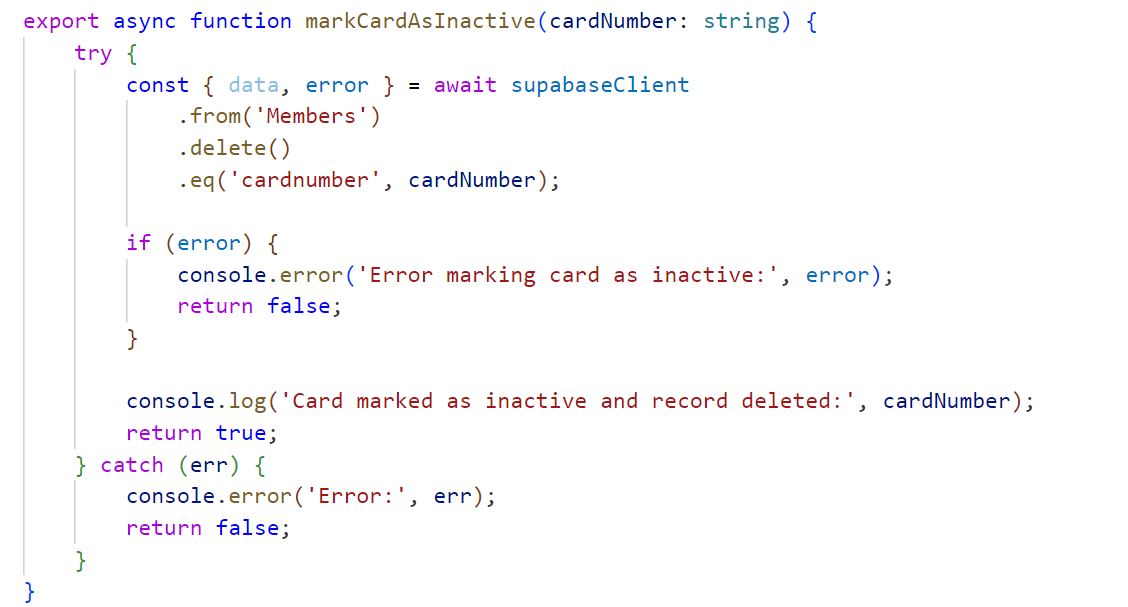 export async function markCardAsInactive(cardNumber: string) {
    try {
        const { data, error } = await supabaseClient
            .from('Members')
            .delete()
            .eq('cardnumber', cardNumber);

        if (error) {
            console.error('Error marking card as inactive:', error);
            return false;
        }

        console.log('Card marked as inactive and record deleted:', cardNumber);
        return true;
    } catch (err) {
        console.error('Error:', err);
        return false;
    }
}